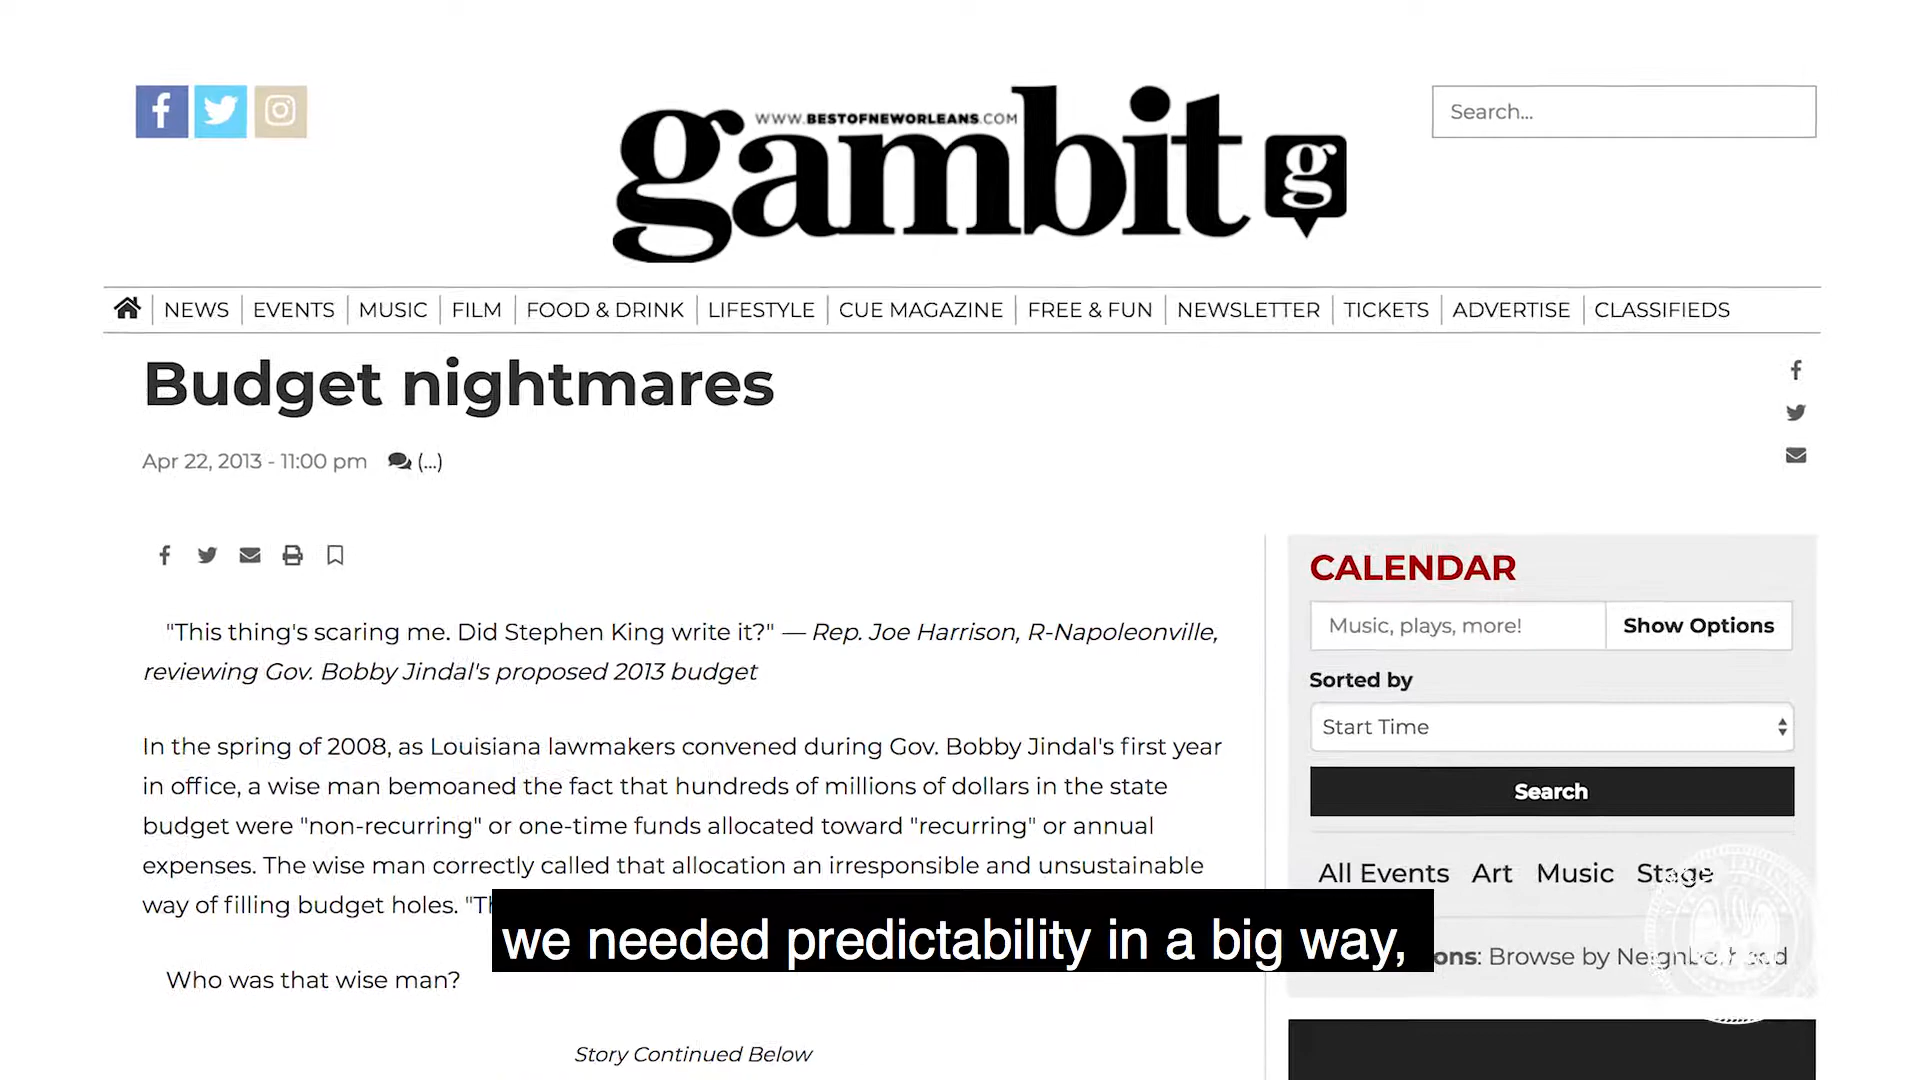 WWW.BESTOFNEWORLEANS.COM
gambit g
Search...
NEWS EVENTS MUSIC FILM FOOD & DRINK LIFESTYLE CUE MAGAZINE FREE & FUN NEWSLETTER TICKETS ADVERTISE CLASSIFIEDS
Budget nightmares
Apr 22, 2013 - 11:00 pm (...)
"This thing's scaring me. Did Stephen King write it?" — Rep. Joe Harrison, R-Napoleonville,
reviewing Gov. Bobby Jindal's proposed 2013 budget
In the spring of 2008, as Louisiana lawmakers convened during Gov. Bobby Jindal's first year
in office, a wise man bemoaned the fact that hundreds of millions of dollars in the state
budget were "non-recurring" or one-time funds allocated toward "recurring" or annual
expenses. The wise man correctly called that allocation an irresponsible and unsustainable
way of filling budget holes.
Who was that wise man?
Story Continued Below
CALENDAR
Music, plays, more! Show Options
Sorted by
Start Time
Search
All Events Art Music Stage
: Browse by Neighborhood
we needed predictability in a big way,